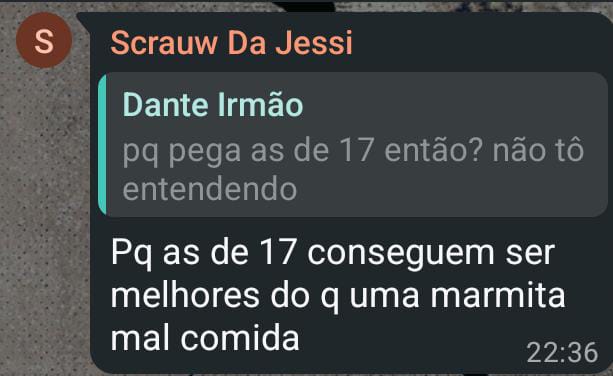 S
Scrauw Da Jessi
Dante Irmão
pq pega as de 17 então? não tô
entendendo
Pq as de 17 conseguem ser
melhores do q uma marmita
mal comida
22:36